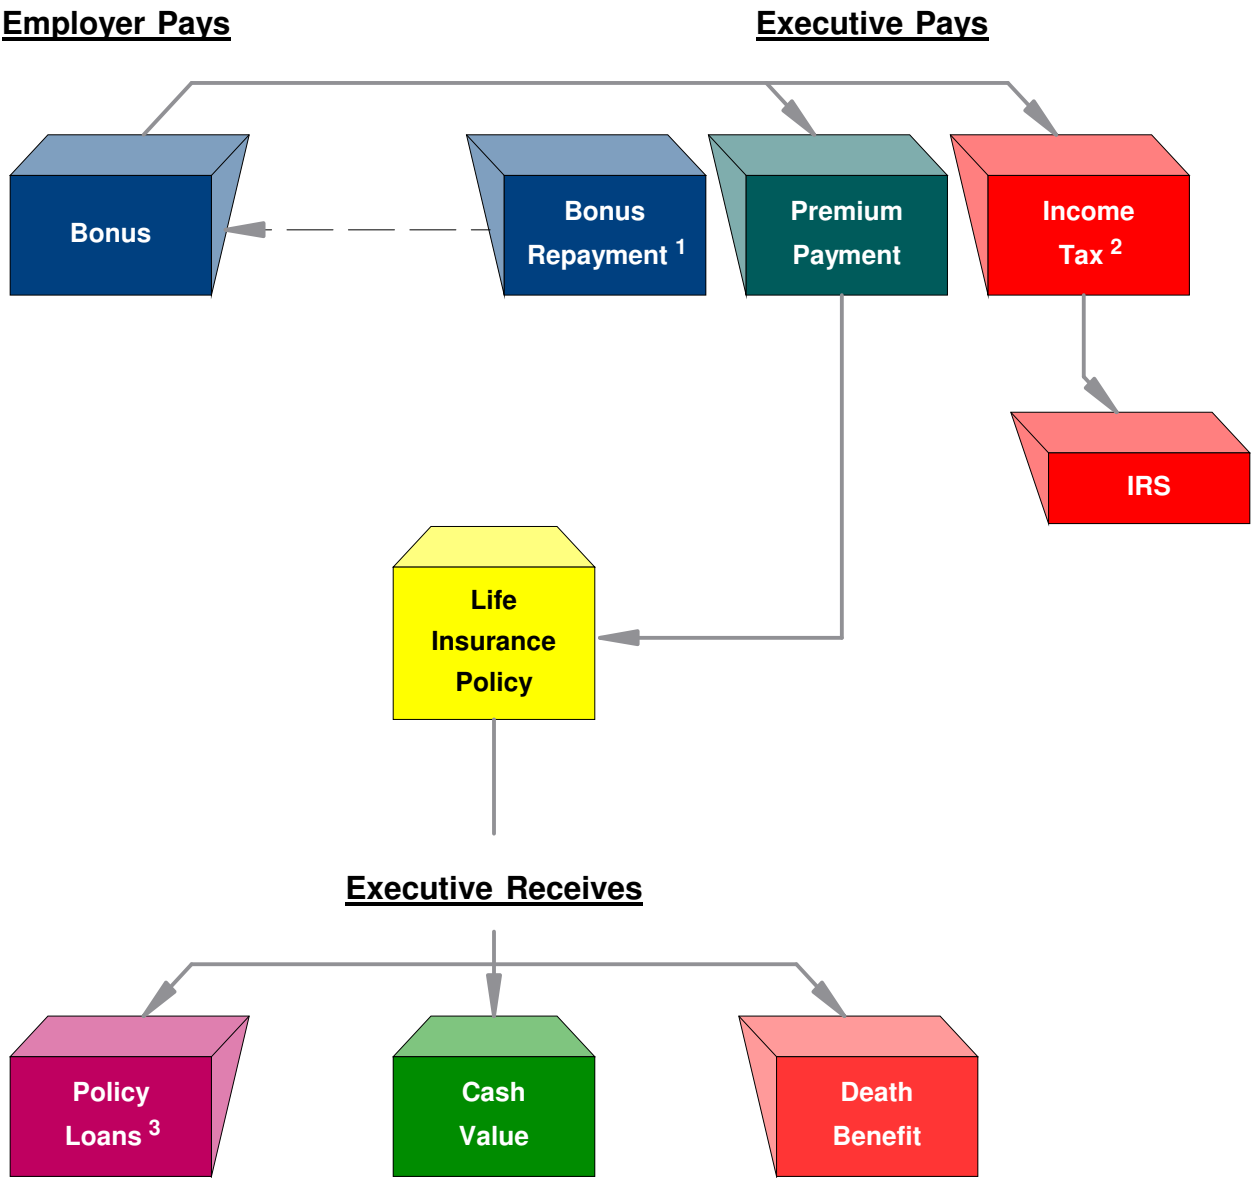 Employer Pays
Executive Pays
Bonus
Bonus
Repayment 1
Premium
Payment
Income
Tax 2
IRS
Life
Insurance
Policy
Executive Receives
Policy
Loans 3
Cash
Value
Death
Benefit